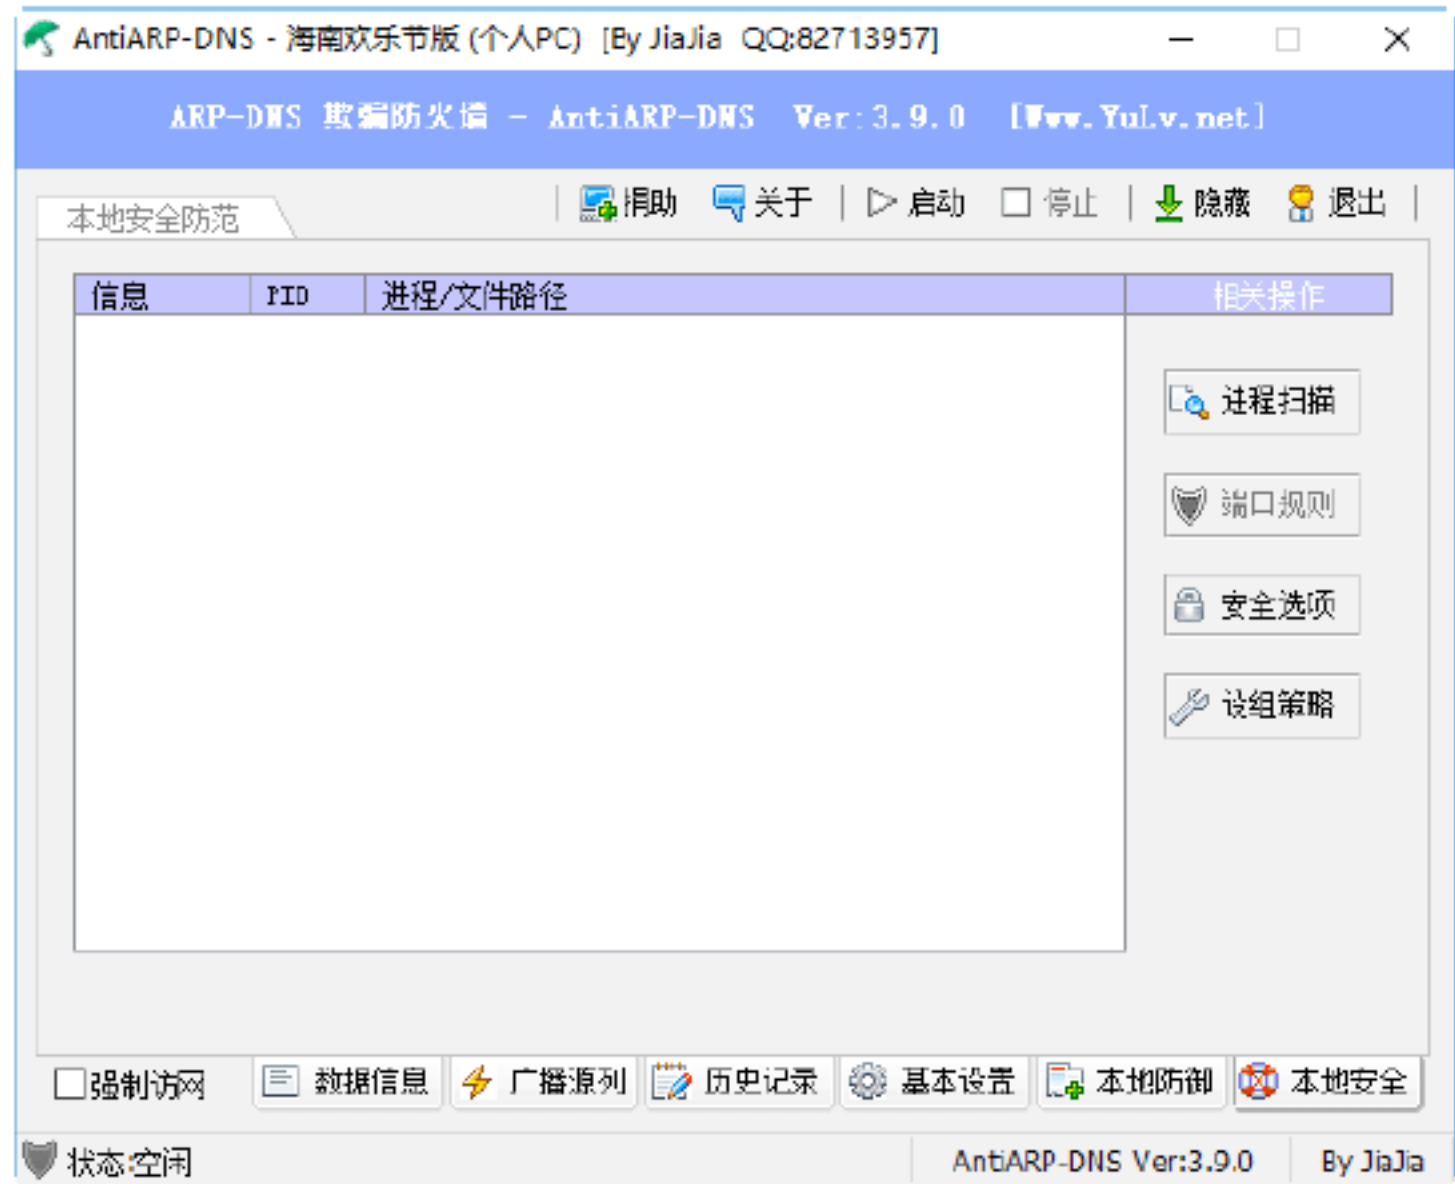 AntiARP-DNS - 海南欢乐节版 (个人PC) [By JiaJia QQ:82713957]
ARP-DNS 欺骗防火墙 - AntiARP-DNS Ver:3.9.0 [Www.YuLv.net]
捐助 关于 启动 停止 隐藏 退出
本地安全防范
信息 PID 进程/文件路径 相关操作
进程扫描
端口规则
安全选项
设组策略
强制访网 数据信息 广播源列 历史记录 基本设置 本地防御 本地安全
状态:空闲 AntiARP-DNS Ver:3.9.0 By JiaJia